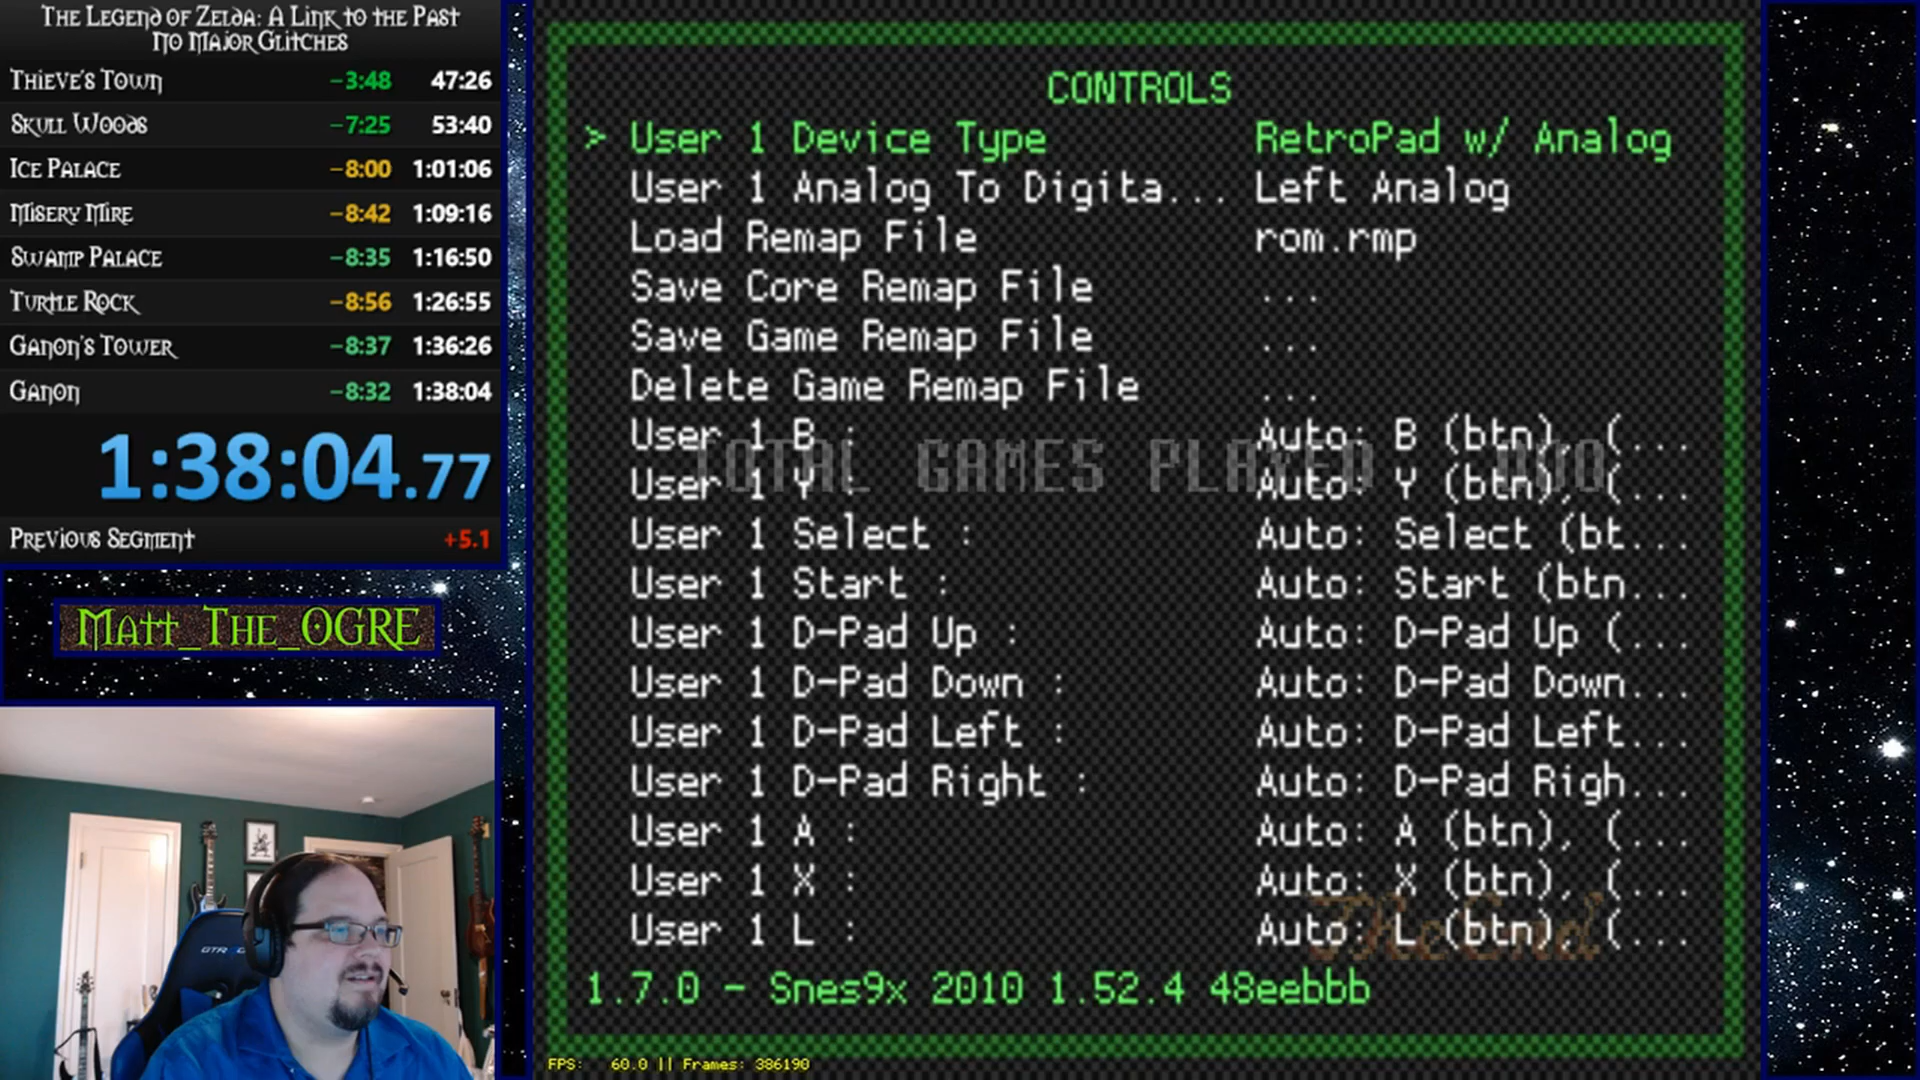 The Legend of Zelda: A Link to the Past
No Major Glitches
Thieve's Town -3:48 47:26
Skull Woods -7:25 53:40
Ice Palace -8:00 1:01:06
Misery Mire -8:42 1:09:16
Swamp Palace -8:35 1:16:50
Turtle Rock -8:56 1:26:55
Ganon's Tower -8:37 1:36:26
Ganon -8:32 1:38:04
1:38:04.77
Previous Segment +5.1
Matt_The_OGRE
GTR
CONTROLS
> User 1 Device Type RetroPad w/ Analog
User 1 Analog To Digita... Left Analog
Load Remap File rom.rmp
Save Core Remap File ...
Save Game Remap File ...
Delete Game Remap File ...
User 1 B : Auto: B (btn), (...
TOTAL GAMES PLAYED
User 1 Y : Auto: Y (btn), (...
User 1 Select : Auto: Select (bt...
User 1 Start : Auto: Start (btn...
User 1 D-Pad Up : Auto: D-Pad Up (...
User 1 D-Pad Down : Auto: D-Pad Down...
User 1 D-Pad Left : Auto: D-Pad Left...
User 1 D-Pad Right : Auto: D-Pad Righ...
User 1 A : Auto: A (btn), (...
User 1 X : Auto: X (btn), (...
User 1 L : Auto: L (btn), (...
The End
1.7.0 - Snes9x 2010 1.52.4 48eebbb
FPS: 60.0 || Frames: 386190